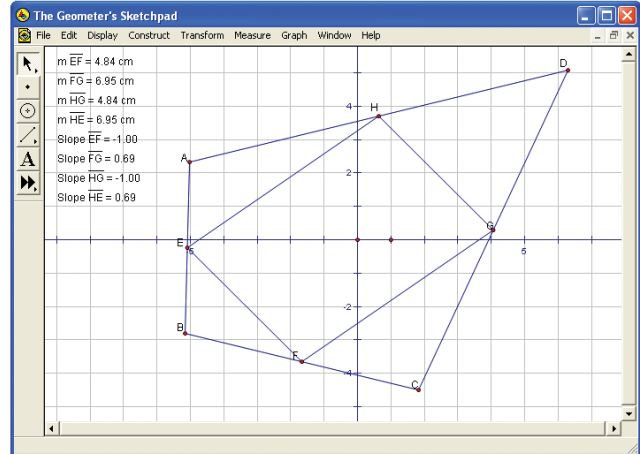 The Geometer's Sketchpad
File Edit Display Construct Transform Measure Graph Window Help
m EF = 4.84 cm
m FG = 6.95 cm
m HG = 4.84 cm
m HE = 6.95 cm
Slope EF = -1.00
Slope FG = 0.69
Slope HG = -1.00
Slope HE = 0.69
A
D
H
4
A
2
G
E
-5
5
-2
B
F
-4
C